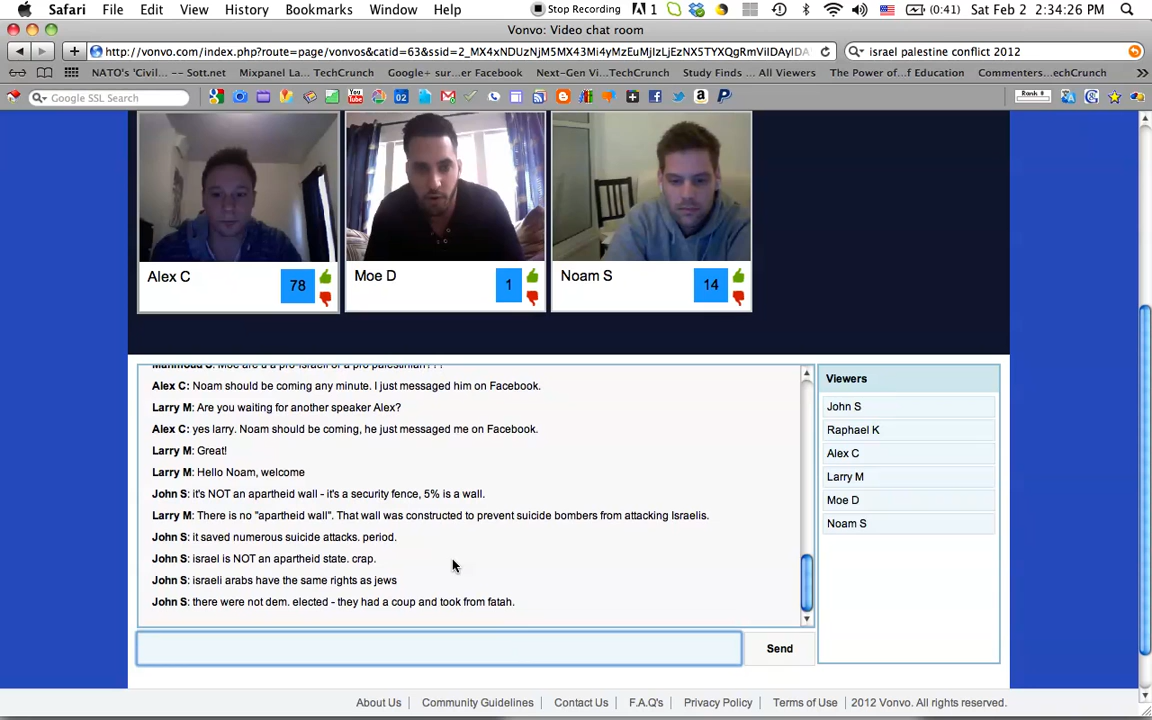 Safari File Edit View History Bookmarks Window Help Stop Recording 1 (0:41) Sat Feb 2 2:34:26 PM
Vonvo: Video chat room
http://vonvo.com/index.php?route=page/vonvos&catid=63&ssid=2_MX4xNDUzNjM5MX43Mi4yMzEuMjIzLjEzNX5TYXQgRmViIDAy israel palestine conflict 2012
NATO's 'Civil... -- Sott.net Mixpanel La... TechCrunch Google+ sur...er Facebook Next-Gen Vi...TechCrunch Study Finds ... All Viewers The Power of...f Education Commenters...echCrunch
Google SSL Search 02 Rank #
Alex C 78
Moe D 1
Noam S 14
Alex C: Noam should be coming any minute. I just messaged him on Facebook.
Larry M: Are you waiting for another speaker Alex?
Alex C: yes larry. Noam should be coming, he just messaged me on Facebook.
Larry M: Great!
Larry M: Hello Noam, welcome
John S: it's NOT an apartheid wall - it's a security fence, 5% is a wall.
Larry M: There is no "apartheid wall". That wall was constructed to prevent suicide bombers from attacking Israelis.
John S: it saved numerous suicide attacks. period.
John S: israel is NOT an apartheid state. crap.
John S: israeli arabs have the same rights as jews
John S: there were not dem. elected - they had a coup and took from fatah.
Send
Viewers
John S
Raphael K
Alex C
Larry M
Moe D
Noam S
About Us Community Guidelines Contact Us F.A.Q's Privacy Policy Terms of Use 2012 Vonvo. All rights reserved.